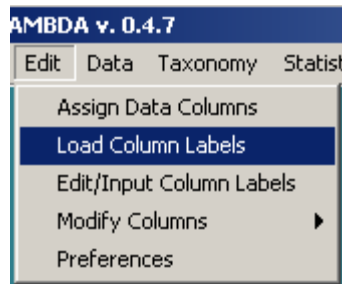 AMBDA v. 0.4.7
Edit Data Taxonomy Statist
Assign Data Columns
Load Column Labels
Edit/Input Column Labels
Modify Columns
Preferences